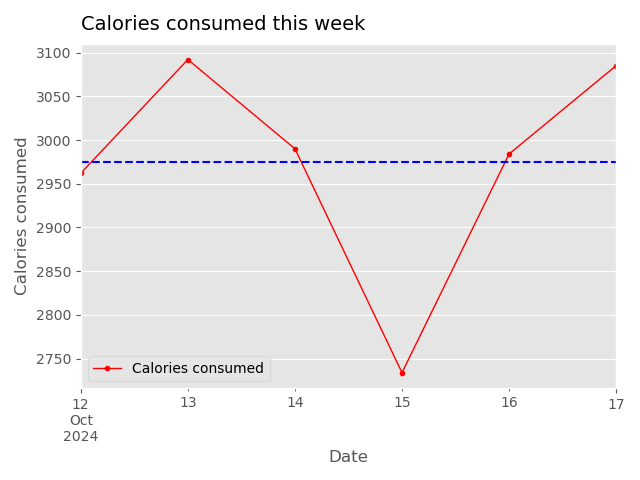 Calories consumed this week
3100
3050
3000
2950
2900
2850
2800
2750
Calories consumed
Calories consumed
12 13 14 15 16 17
Oct
2024
Date